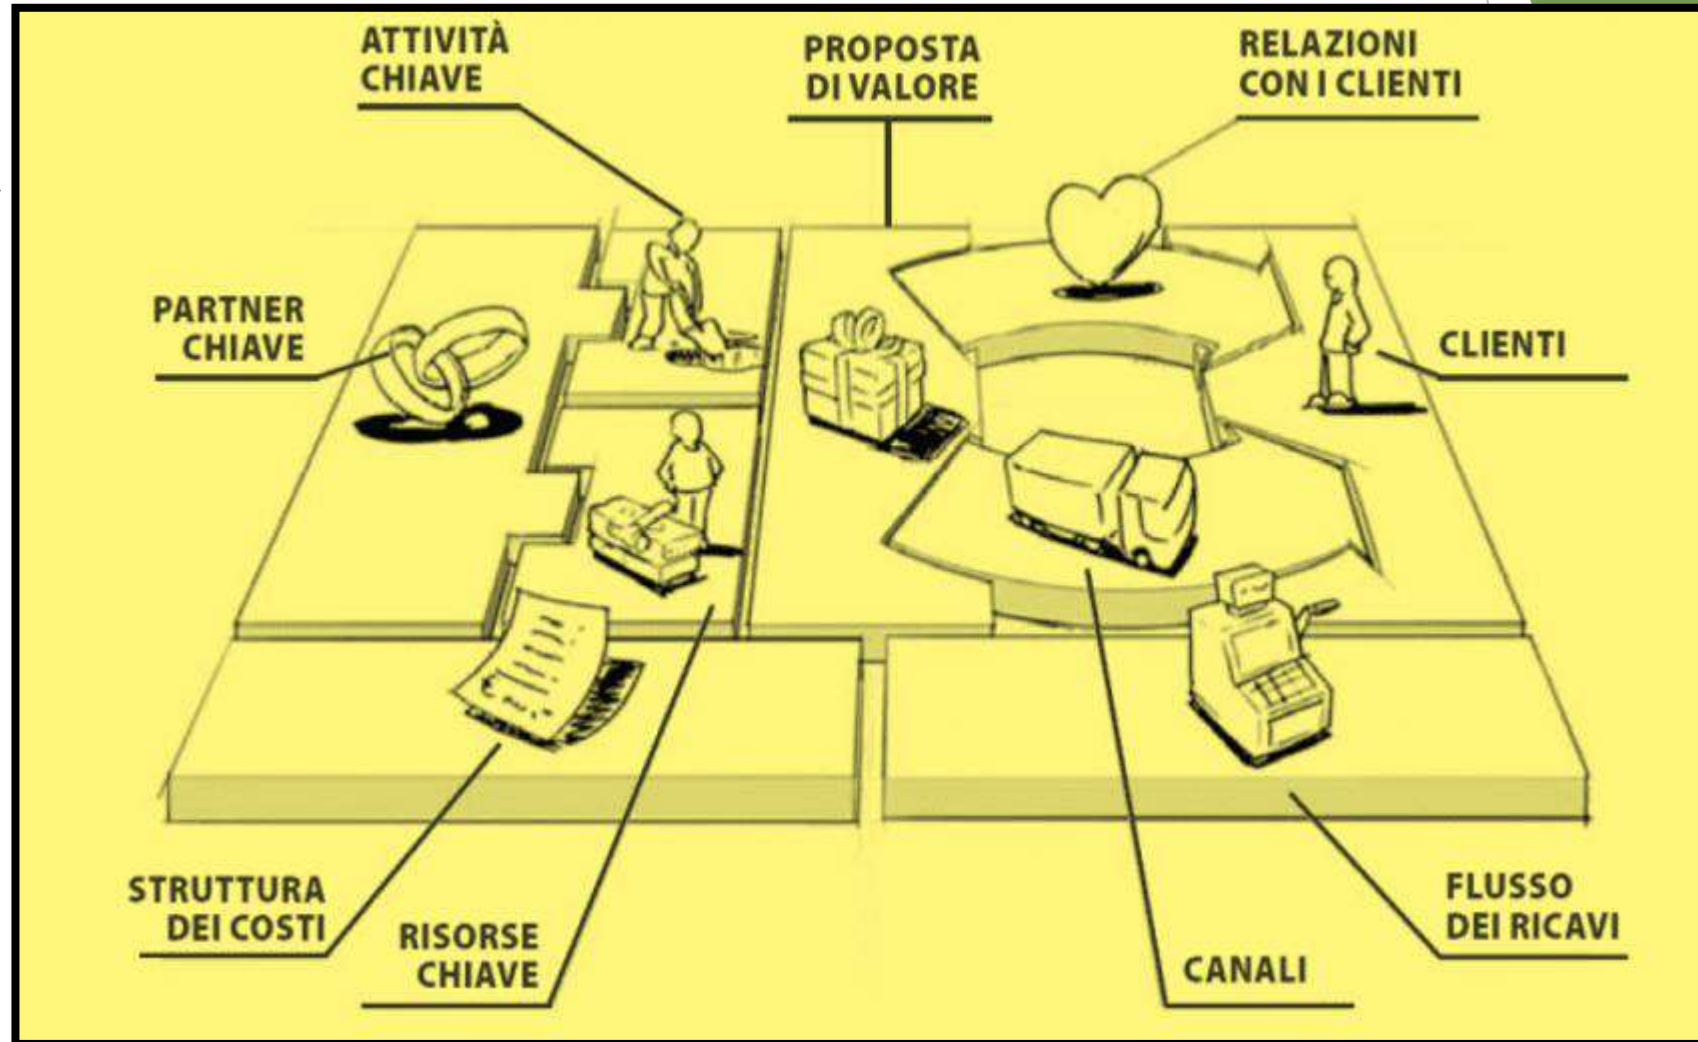 ATTIVITÀ
CHIAVE
PROPOSTA
DI VALORE
RELAZIONI
CON I CLIENTI
PARTNER
CHIAVE
CLIENTI
STRUTTURA
DEI COSTI
RISORSE
CHIAVE
CANALI
FLUSSO
DEI RICAVI